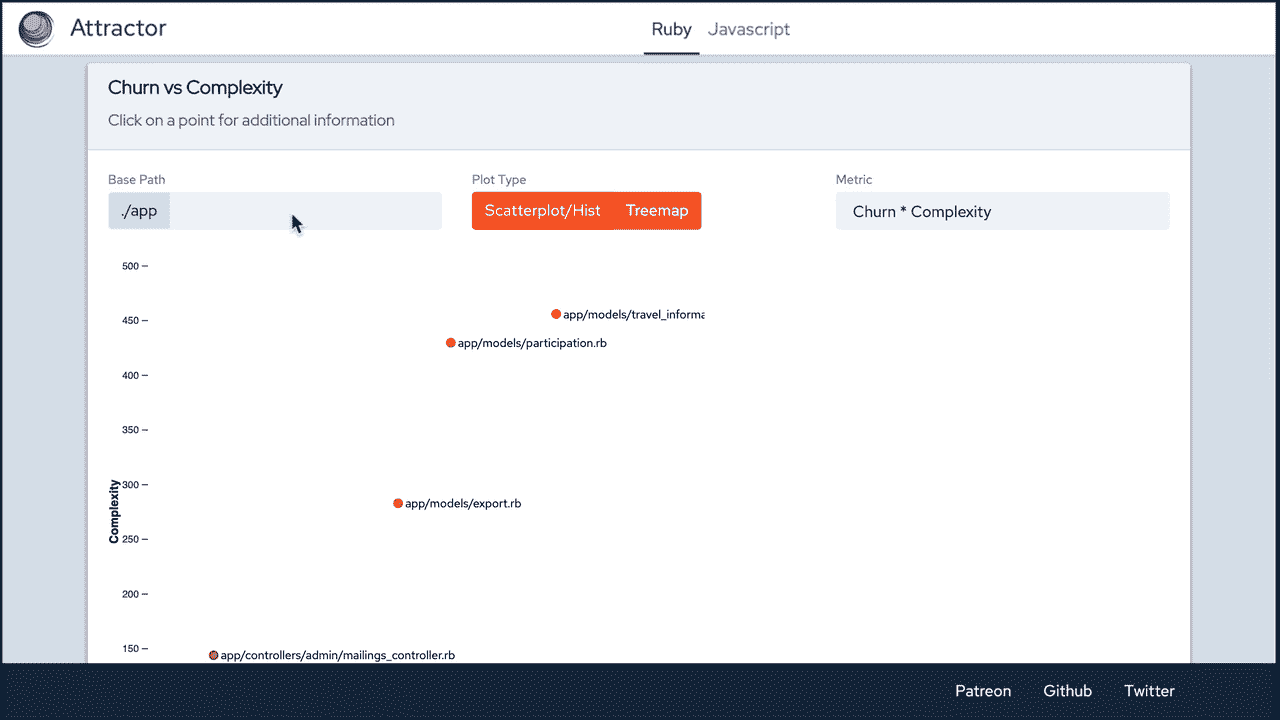 Attractor
Ruby Javascript
Churn vs Complexity
Click on a point for additional information
Base Path
./app
Plot Type
Scatterplot/Hist Treemap
Metric
Churn * Complexity
500
450
400
350
300
250
200
150
Complexity
app/models/travel_informa
app/models/participation.rb
app/models/export.rb
app/controllers/admin/mailings_controller.rb
Patreon Github Twitter